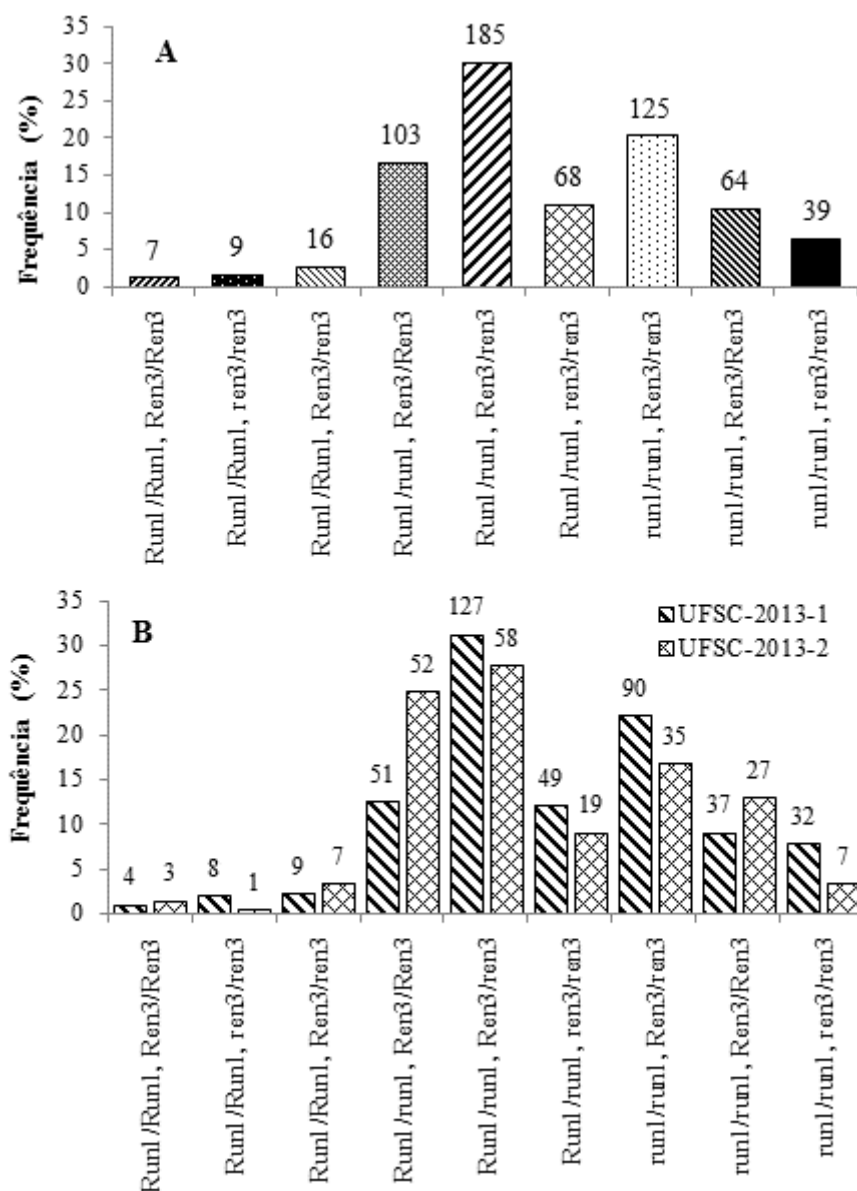 A
Frequência (%)
35
30
25
20
15
10
5
0
7
9
16
103
185
68
125
64
39
Run1/Run1, Ren3/Ren3
Run1/Run1, ren3/ren3
Run1/Run1, Ren3/ren3
Run1/run1, Ren3/Ren3
Run1/run1, Ren3/ren3
Run1/run1, ren3/ren3
run1/run1, Ren3/ren3
run1/run1, Ren3/Ren3
run1/run1, ren3/ren3
B
UFSC-2013-1
UFSC-2013-2
Frequência (%)
35
30
25
20
15
10
5
0
4
3
8
1
9
7
51
52
127
58
49
19
90
35
37
27
32
7
Run1/Run1, Ren3/Ren3
Run1/Run1, ren3/ren3
Run1/Run1, Ren3/ren3
Run1/run1, Ren3/Ren3
Run1/run1, Ren3/ren3
Run1/run1, ren3/ren3
run1/run1, Ren3/ren3
run1/run1, Ren3/Ren3
run1/run1, ren3/ren3